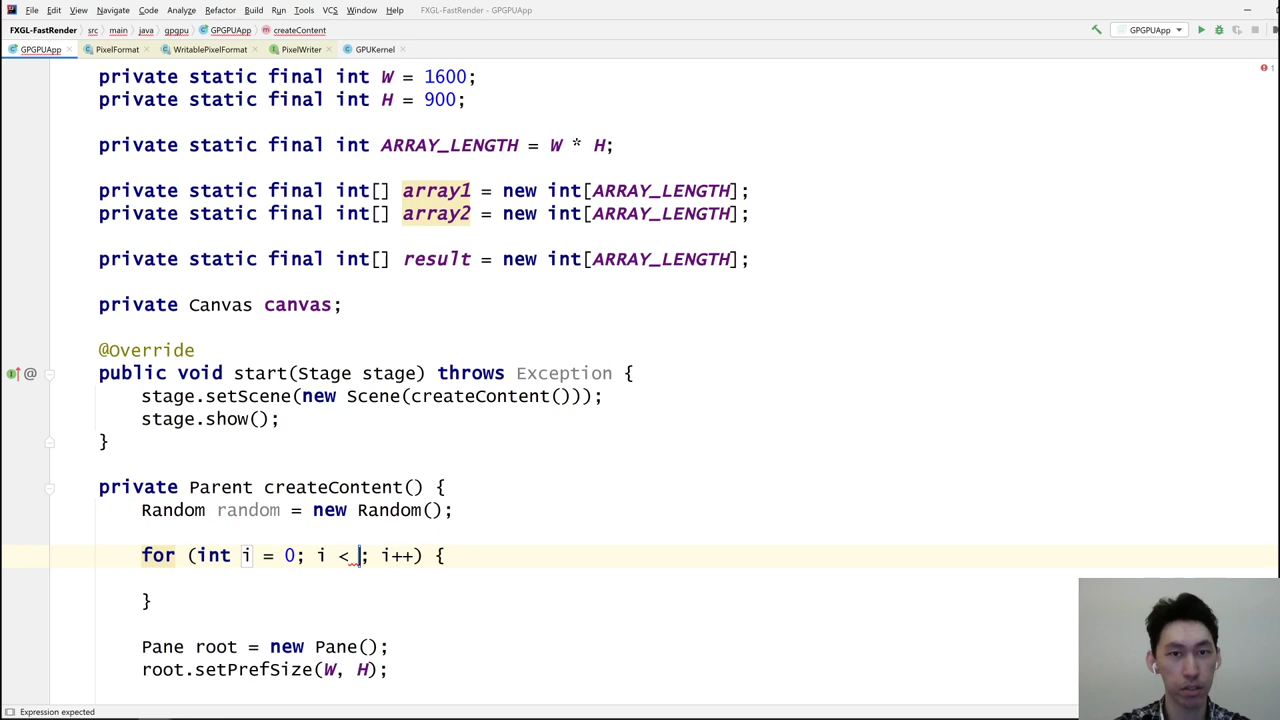 File Edit View Navigate Code Analyze Refactor Build Run Tools VCS Window Help FXGL-FastRender - GPGPUApp
FXGL-FastRender src main java gpgpu GPGPUApp createContent GPGPUApp
GPGPUApp PixelFormat WritablePixelFormat PixelWriter GPUKernel
1
private static final int W = 1600;
private static final int H = 900;
private static final int ARRAY_LENGTH = W * H;
private static final int[] array1 = new int[ARRAY_LENGTH];
private static final int[] array2 = new int[ARRAY_LENGTH];
private static final int[] result = new int[ARRAY_LENGTH];
private Canvas canvas;
@Override
@ public void start(Stage stage) throws Exception {
stage.setScene(new Scene(createContent()));
stage.show();
}
private Parent createContent() {
Random random = new Random();
for (int i = 0; i < ; i++) {
}
Pane root = new Pane();
root.setPrefSize(W, H);
Expression expected